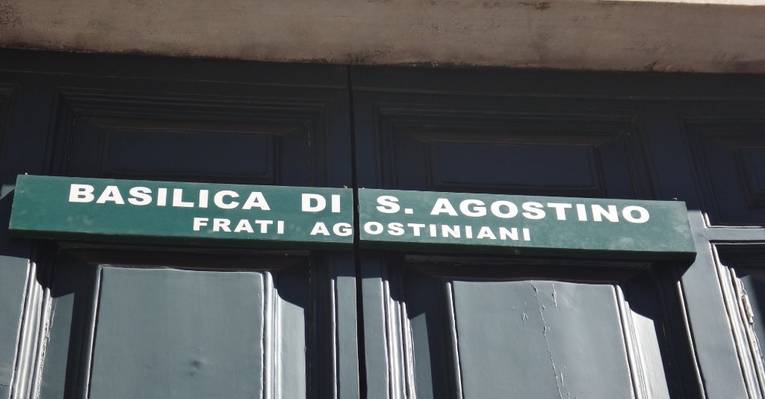 BASILICA DI S. AGOSTINO
FRATI AGOSTINIANI